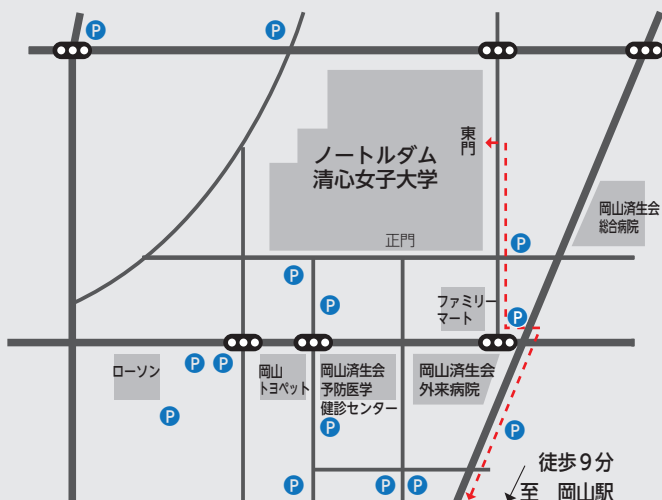 P
P
東門
ノートルダム
清心女子大学
岡山済生会
総合病院
正門
P
P
P
ファミリー
マート
P
ローソン
P
P
岡山
トヨペット
岡山済生会
予防医学
健診センター
岡山済生会
外来病院
P
P
P
徒歩9分
至 岡山駅
P
P
P